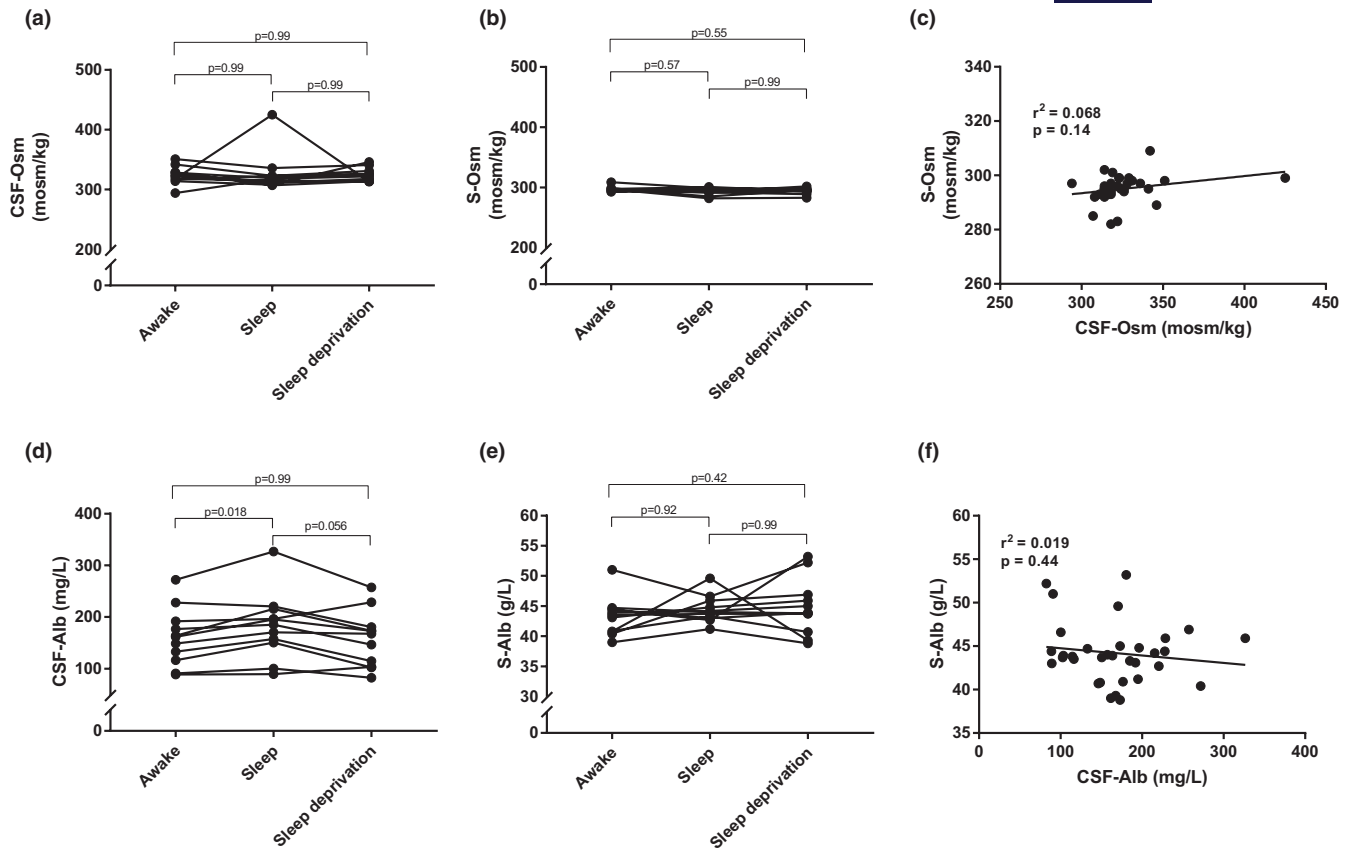 (a)
p=0.99
p=0.99
p=0.99
CSF-Osm
(mosm/kg)
500
400
300
200
0
Awake
Sleep
Sleep deprivation
(b)
p=0.55
p=0.57
p=0.99
S-Osm
(mosm/kg)
500
400
300
200
0
Awake
Sleep
Sleep deprivation
(c)
r² = 0.068
p = 0.14
S-Osm
(mosm/kg)
340
320
300
280
260
250
300
350
400
450
CSF-Osm (mosm/kg)
(d)
p=0.99
p=0.018
p=0.056
CSF-Alb (mg/L)
400
300
200
100
0
Awake
Sleep
Sleep deprivation
(e)
p=0.42
p=0.92
p=0.99
S-Alb (g/L)
60
55
50
45
40
35
30
0
Awake
Sleep
Sleep deprivation
(f)
r² = 0.019
p = 0.44
S-Alb (g/L)
60
55
50
45
40
35
0
100
200
300
400
CSF-Alb (mg/L)